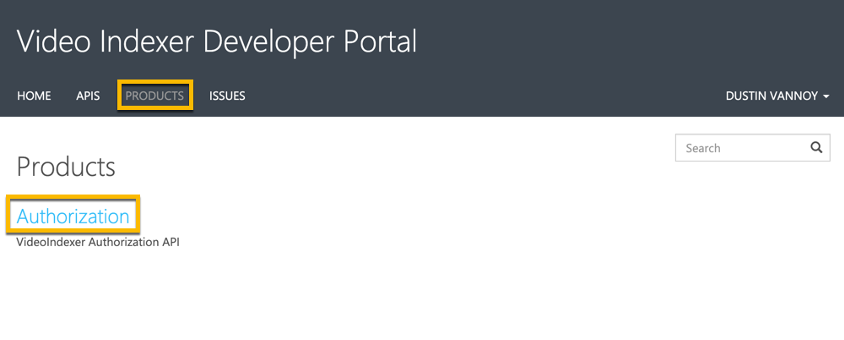 Video Indexer Developer Portal
HOME APIS PRODUCTS ISSUES DUSTIN VANNOY
Search
Products
Authorization
VideoIndexer Authorization API